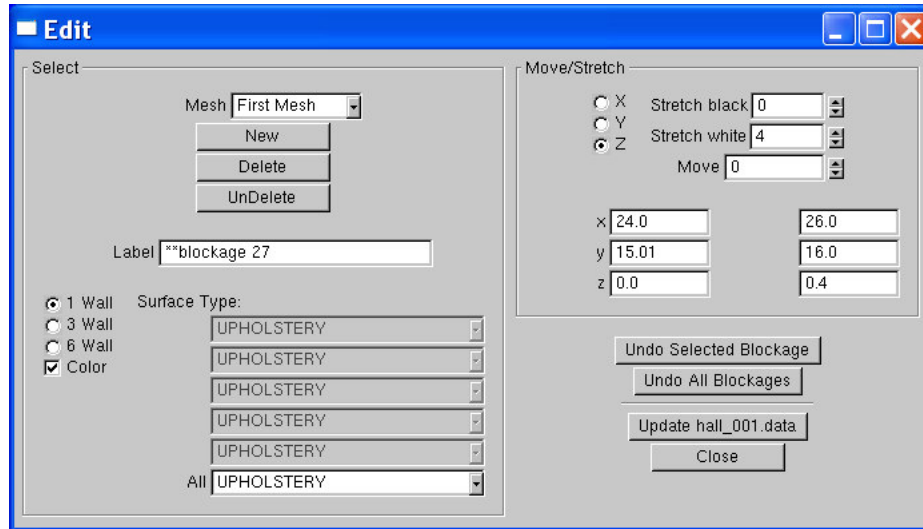 Edit
Select
Mesh First Mesh
New
Delete
UnDelete
Label **blockage 27
1 Wall
3 Wall
6 Wall
Color
Surface Type:
UPHOLSTERY
UPHOLSTERY
UPHOLSTERY
UPHOLSTERY
UPHOLSTERY
All UPHOLSTERY
Move/Stretch
X
Y
Z
Stretch black 0
Stretch white 4
Move 0
x 24.0 26.0
y 15.01 16.0
z 0.0 0.4
Undo Selected Blockage
Undo All Blockages
Update hall_001.data
Close